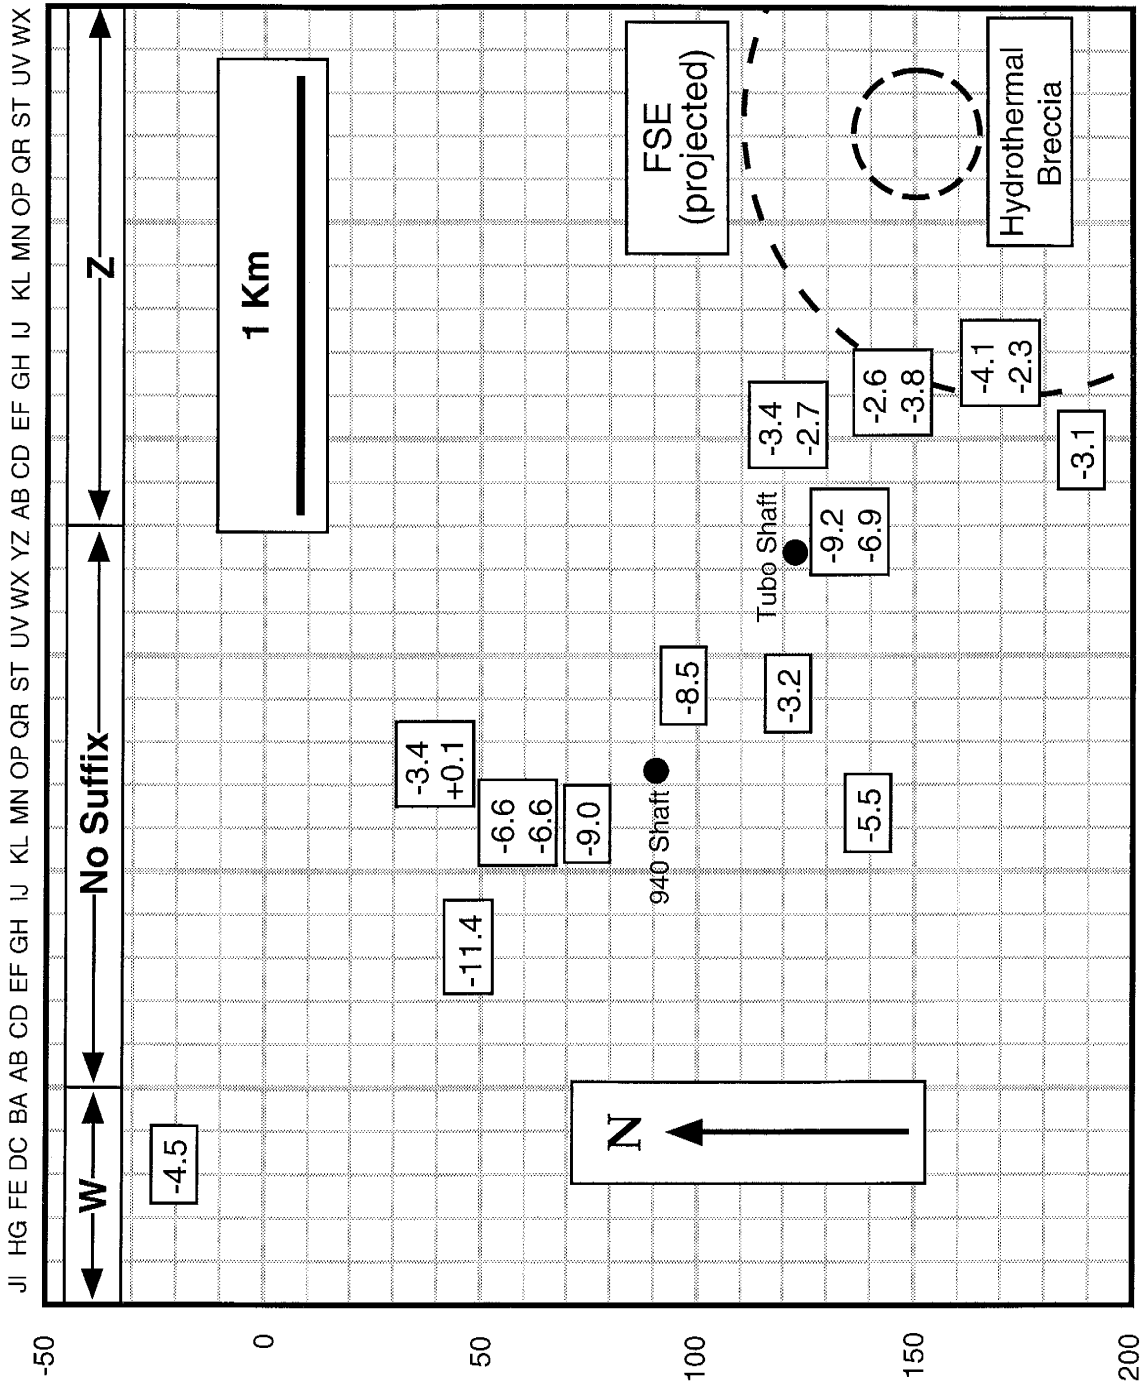 JI HG FE DC BA AB CD EF GH IJ KL MN OP QR ST UV WX YZ AB CD EF GH IJ KL MN OP QR ST UV WX
-50
W
No Suffix
Z
-4.5
0
1 Km
-3.4
+0.1
50
-11.4
-6.6
-6.6
-9.0
N
100
940 Shaft
-8.5
FSE
(projected)
Tubo Shaft
-3.2
-3.4
-2.7
-5.5
-9.2
-6.9
-2.6
-3.8
150
-4.1
-2.3
Hydrothermal
Breccia
-3.1
200